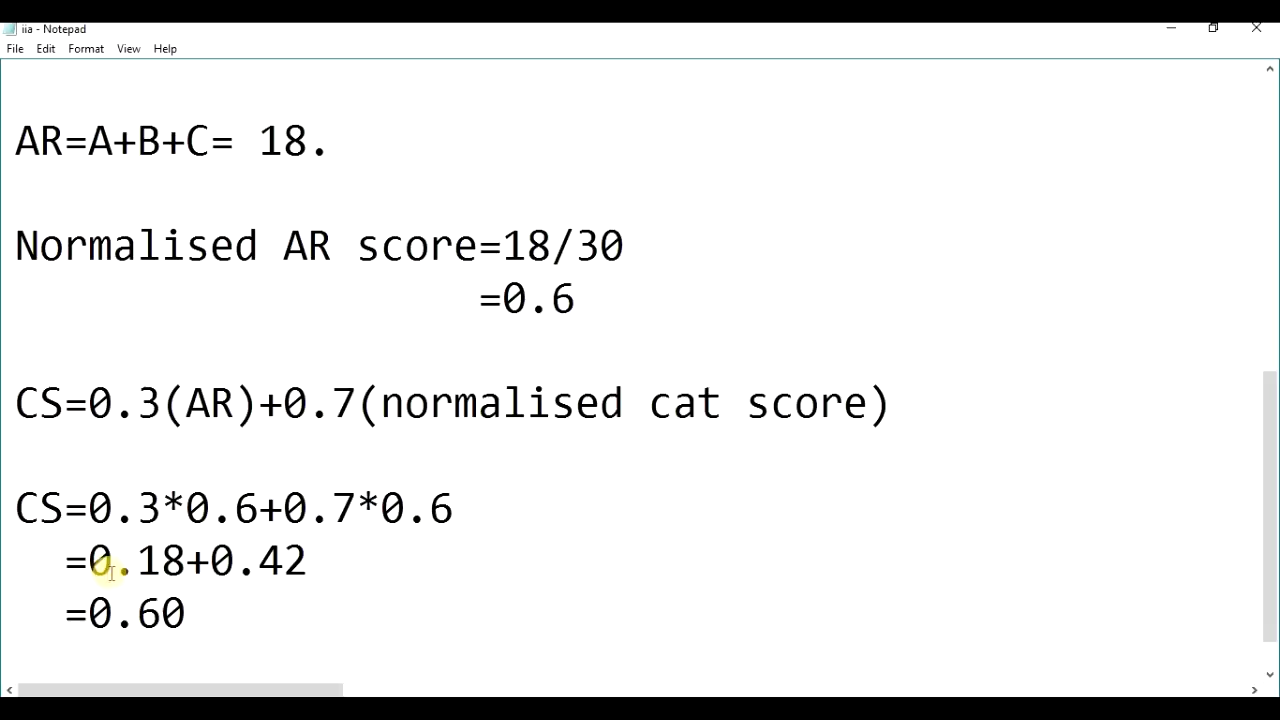 iia - Notepad
File Edit Format View Help
AR=A+B+C= 18.
Normalised AR score=18/30
=0.6
CS=0.3(AR)+0.7(normalised cat score)
CS=0.3*0.6+0.7*0.6
=0.18+0.42
=0.60